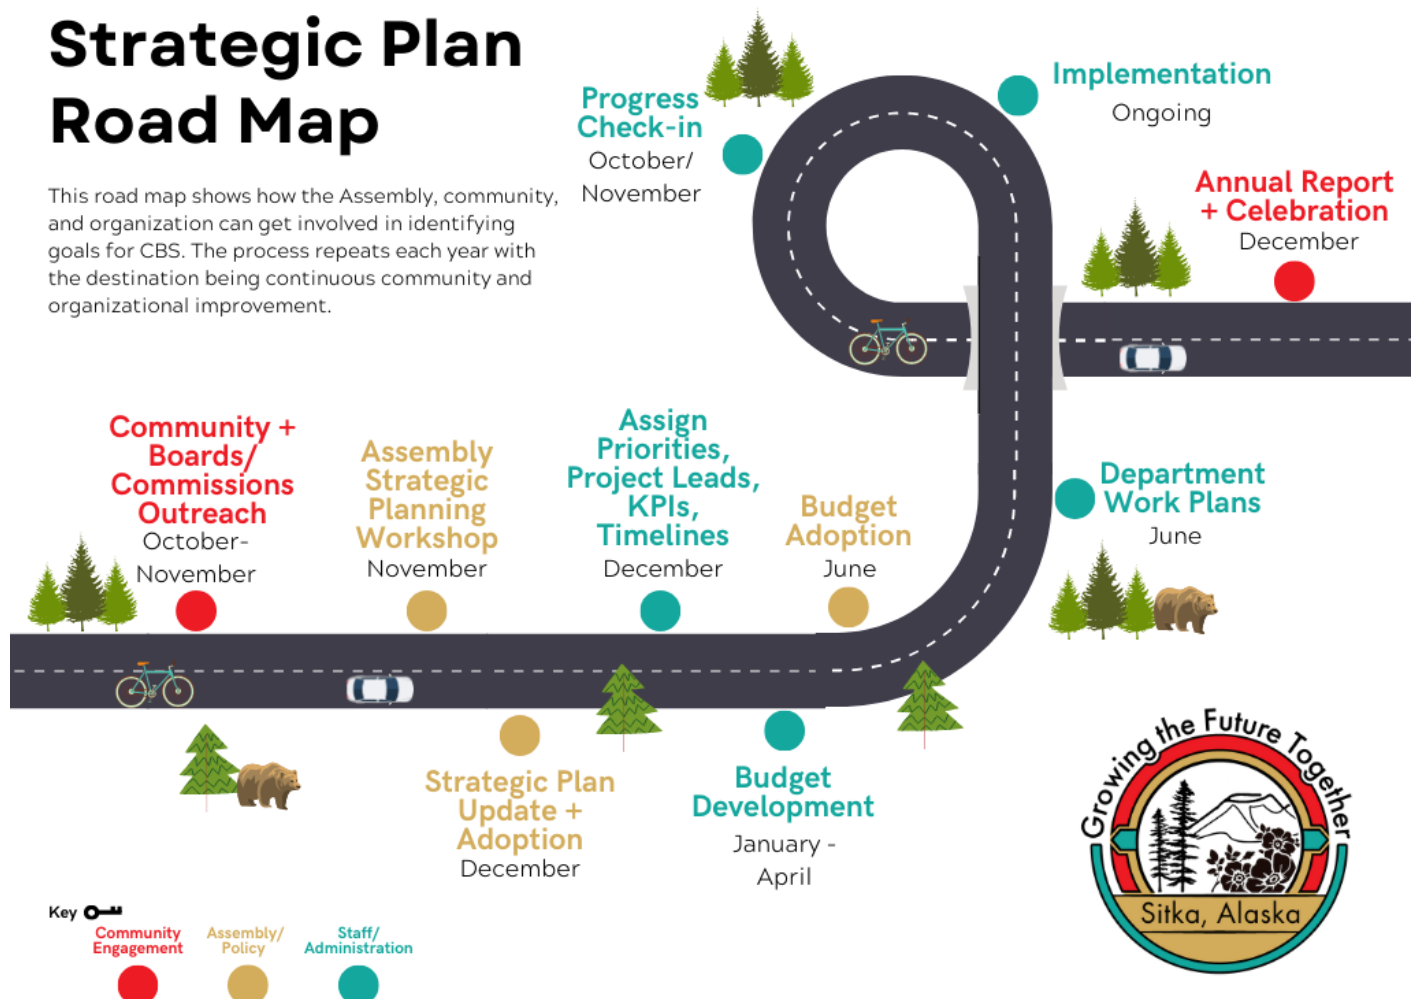 Strategic Plan
Road Map
This road map shows how the Assembly, community,
and organization can get involved in identifying
goals for CBS. The process repeats each year with
the destination being continuous community and
organizational improvement.
Progress
Check-in
October/
November
Implementation
Ongoing
Annual Report
+ Celebration
December
Community +
Boards/
Commissions
Outreach
October-
November
Assembly
Strategic
Planning
Workshop
November
Assign
Priorities,
Project Leads,
KPIs,
Timelines
December
Budget
Adoption
June
Department
Work Plans
June
Strategic Plan
Update +
Adoption
December
Budget
Development
January -
April
Growing the Future Together
Sitka, Alaska
Key
Community
Engagement
Assembly/
Policy
Staff/
Administration